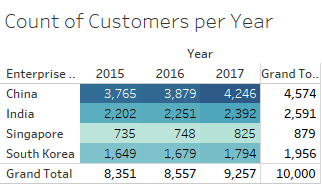 Count of Customers per Year
Year
Enterprise .. 2015 2016 2017 Grand To..
China 3,765 3,879 4,246 4,574
India 2,202 2,251 2,392 2,591
Singapore 735 748 825 879
South Korea 1,649 1,679 1,794 1,956
Grand Total 8,351 8,557 9,257 10,000